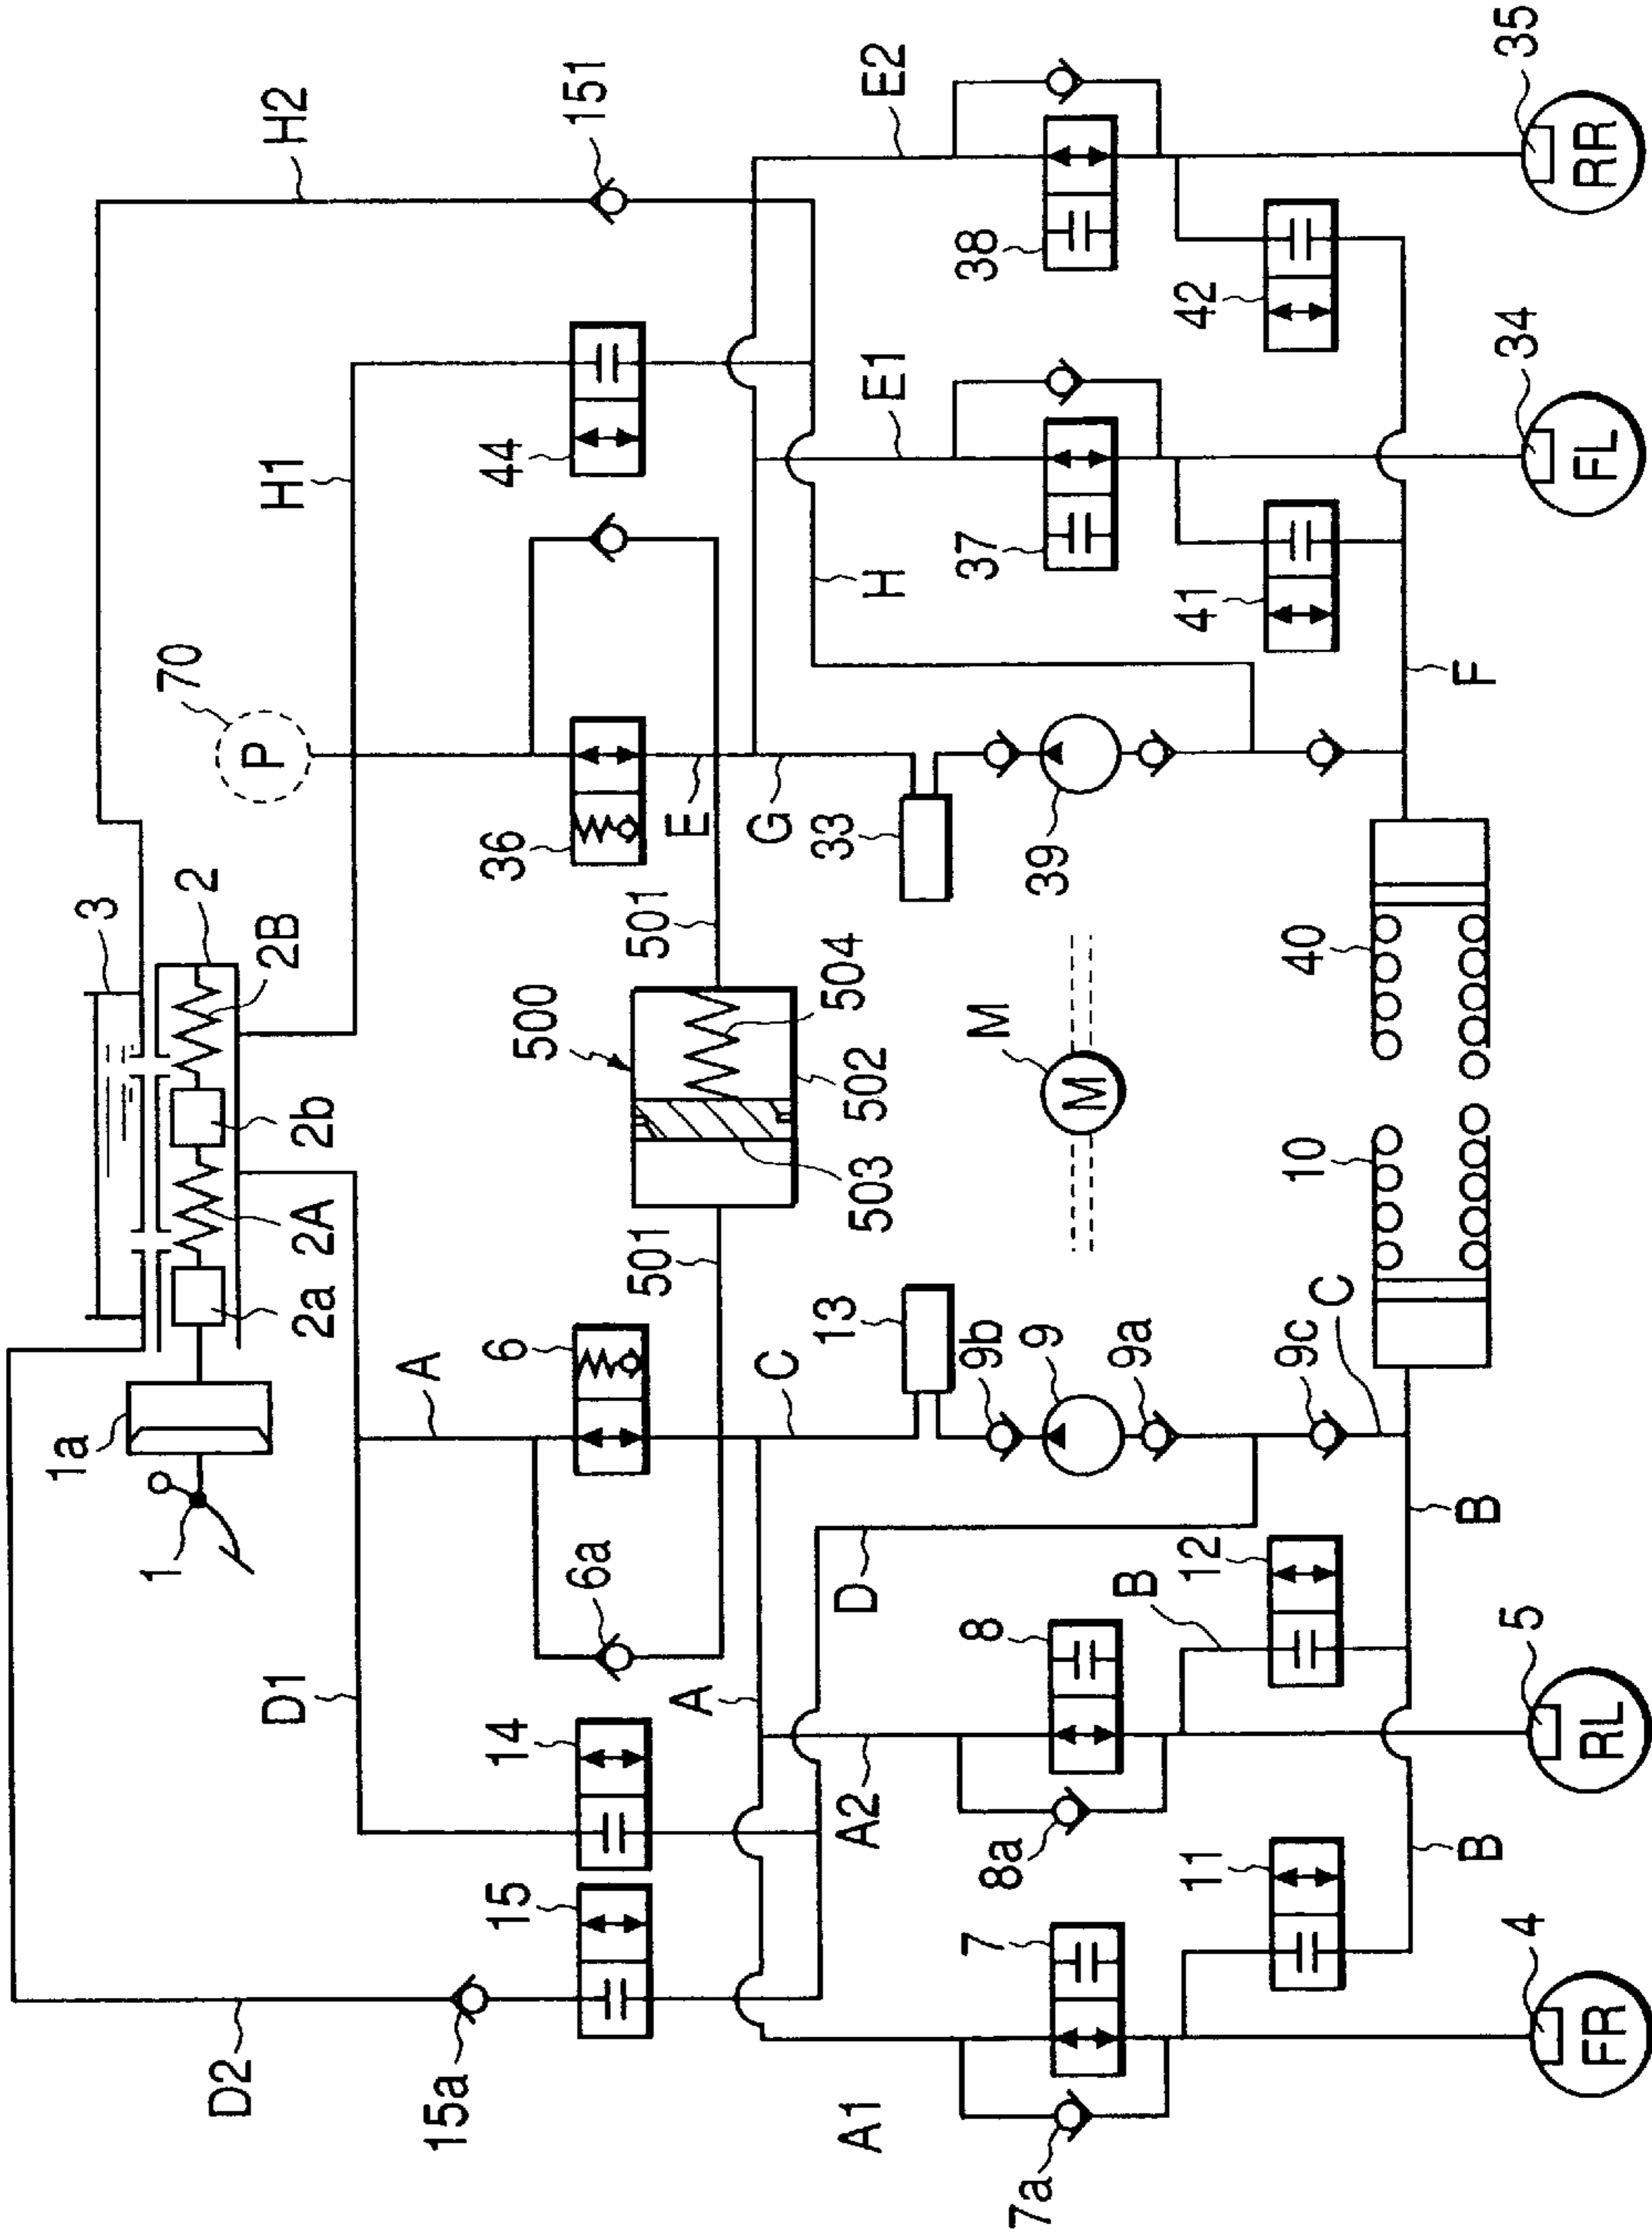 3
1a
1
2
70
P
D2
D1
2a
2A
2b
2B
H1
H2
A
15a
15
14
6
36
44
500
6a
151
501
501
A
E
C
G
13
33
504
A1
A2
D
503
502
H
E1
E2
7
8
9b
M
37
38
7a
8a
9
39
M
B
9a
11
12
41
42
9c
10
40
C
B
B
F
4
5
34
35
FR
RL
FL
RR